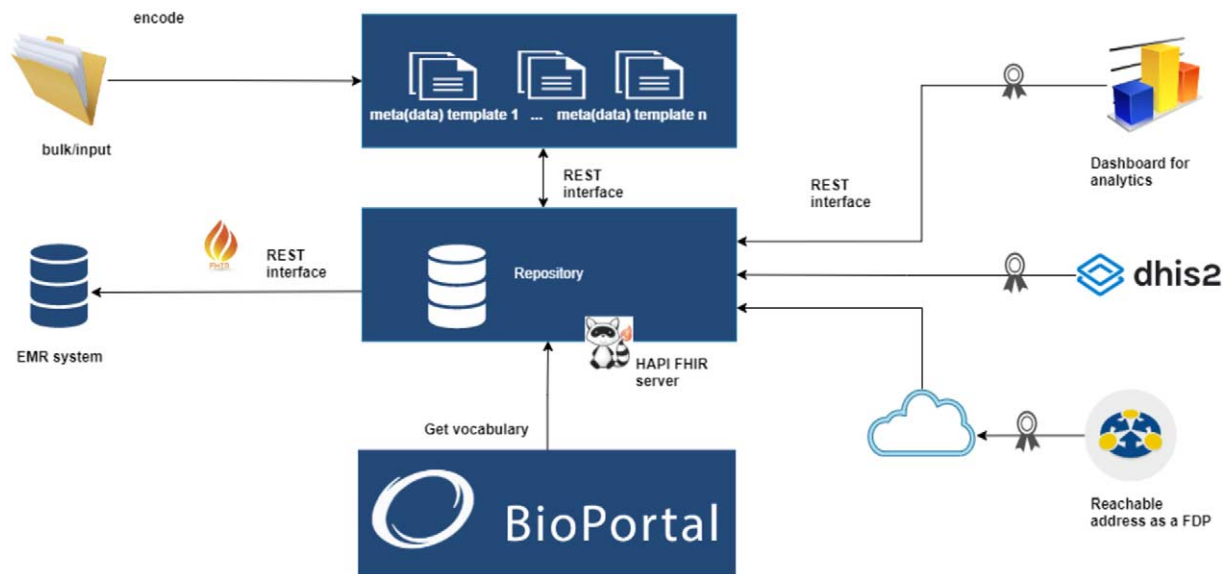 encode
bulk/input
meta(data) template 1 ... meta(data) template n
REST
interface
REST
interface
Dashboard for
analytics
FHIR
REST
interface
Repository
dhis2
EMR system
HAPI FHIR
server
Get vocabulary
BioPortal
Reachable
address as a FDP